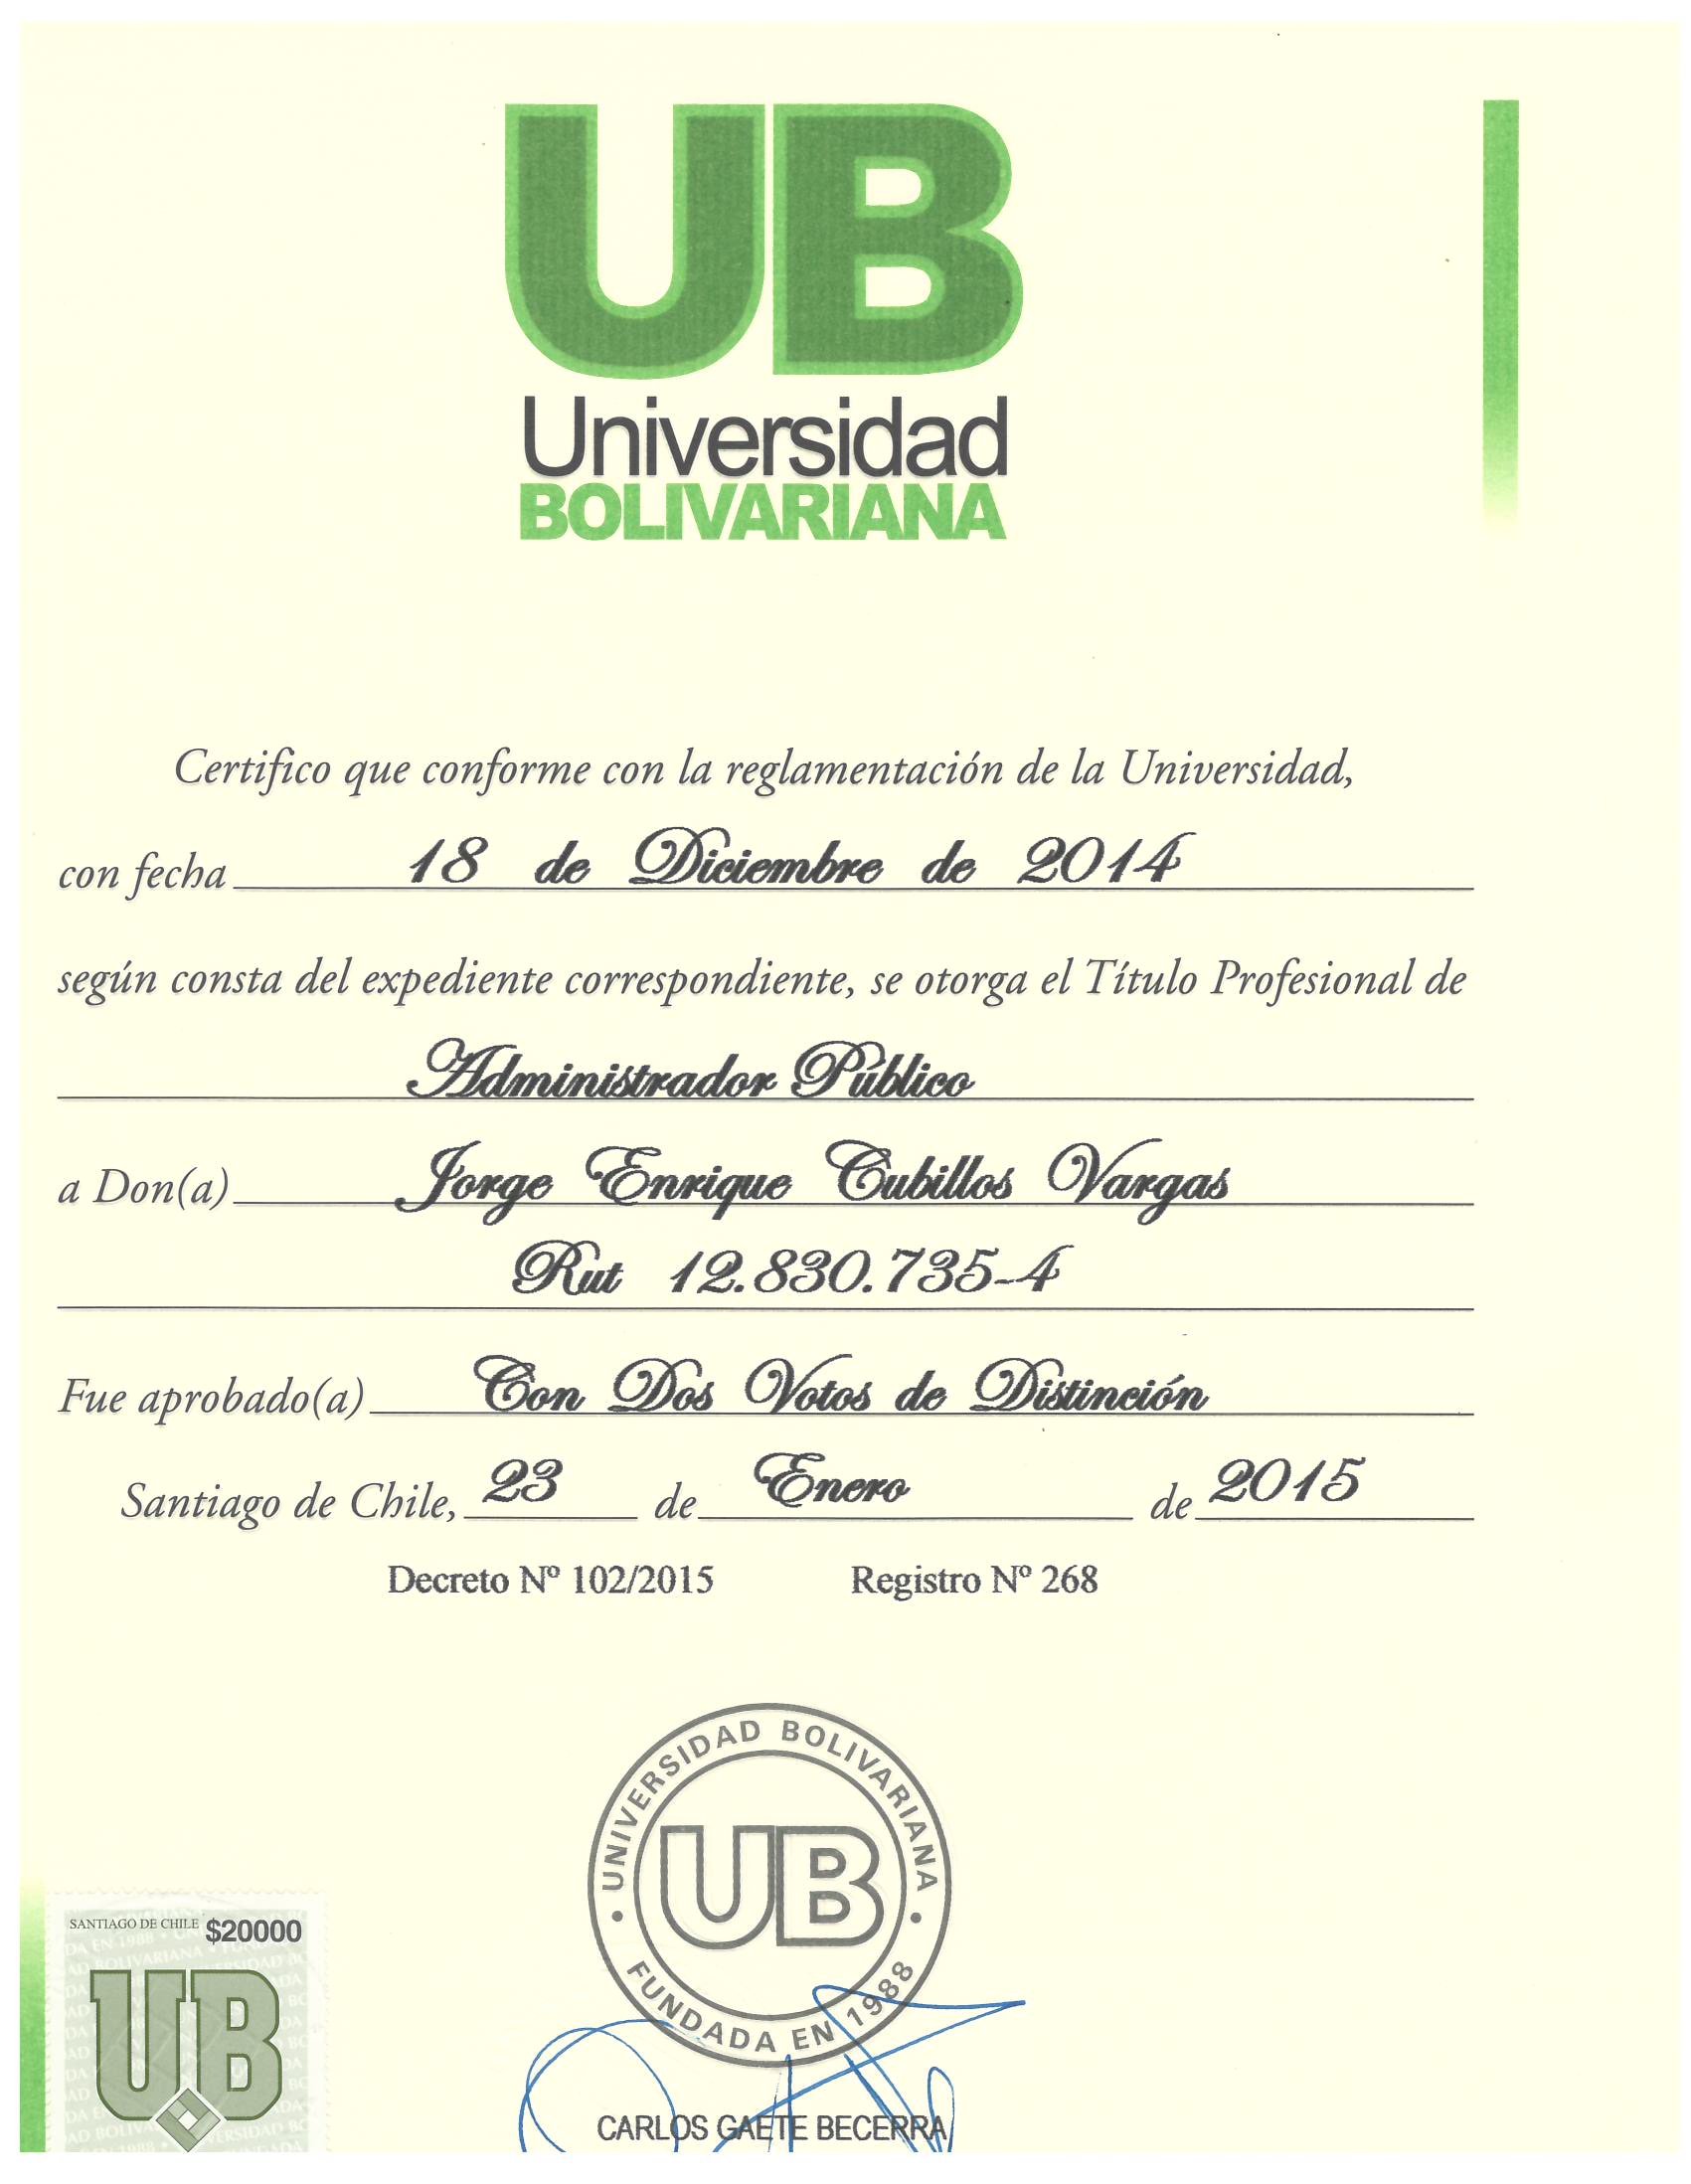 UB
Universidad
BOLIVARIANA
Certifico que conforme con la reglamentación de la Universidad,
con fecha 18 de Diciembre de 2014
según consta del expediente correspondiente, se otorga el Título Profesional de
Administrador Público
a Don(a) Jorge Enrique Cubillos Vargas
Rut 12.830.735-4
Fue aprobado(a) Con Dos Votos de Distinción
Santiago de Chile, 23 de Enero de 2015
Decreto Nº 102/2015 Registro Nº 268
UNIVERSIDAD BOLIVARIANA
UB
FUNDADA EN 1988
SANTIAGO DE CHILE $20000
UB
CARLOS GAETE BECERRA